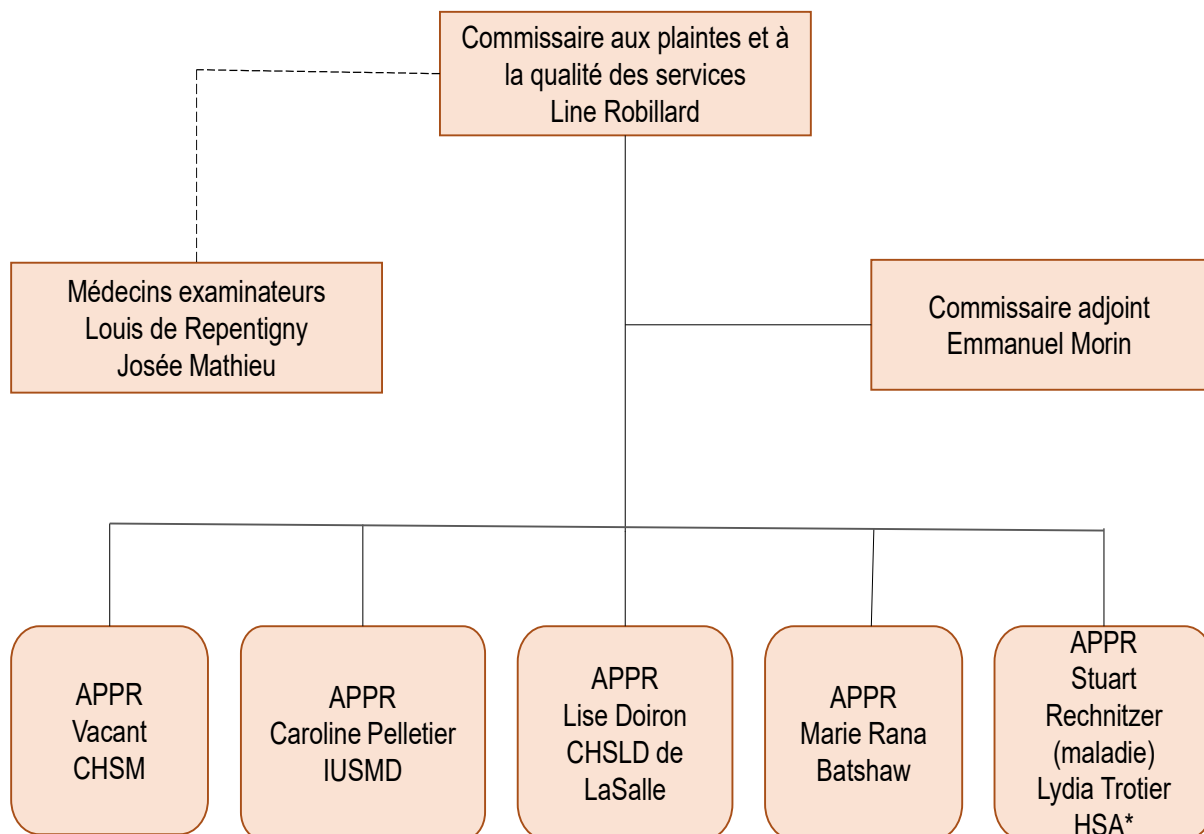 Commissaire aux plaintes et à
la qualité des services
Line Robillard
Médecins examinateurs
Louis de Repentigny
Josée Mathieu
Commissaire adjoint
Emmanuel Morin
APPR
Vacant
CHSM
APPR
Caroline Pelletier
IUSMD
APPR
Lise Doiron
CHSLD de
LaSalle
APPR
Marie Rana
Batshaw
APPR
Stuart
Rechnitzer
(maladie)
Lydia Trotier
HSA*